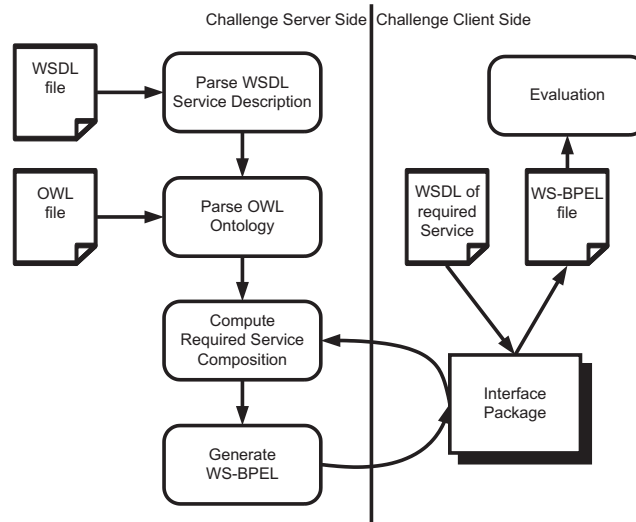 Challenge Server Side
Challenge Client Side
WSDL
file
Parse WSDL
Service Description
Evaluation
OWL
file
Parse OWL
Ontology
WSDL of
required
Service
WS-BPEL
file
Compute
Required Service
Composition
Interface
Package
Generate
WS-BPEL